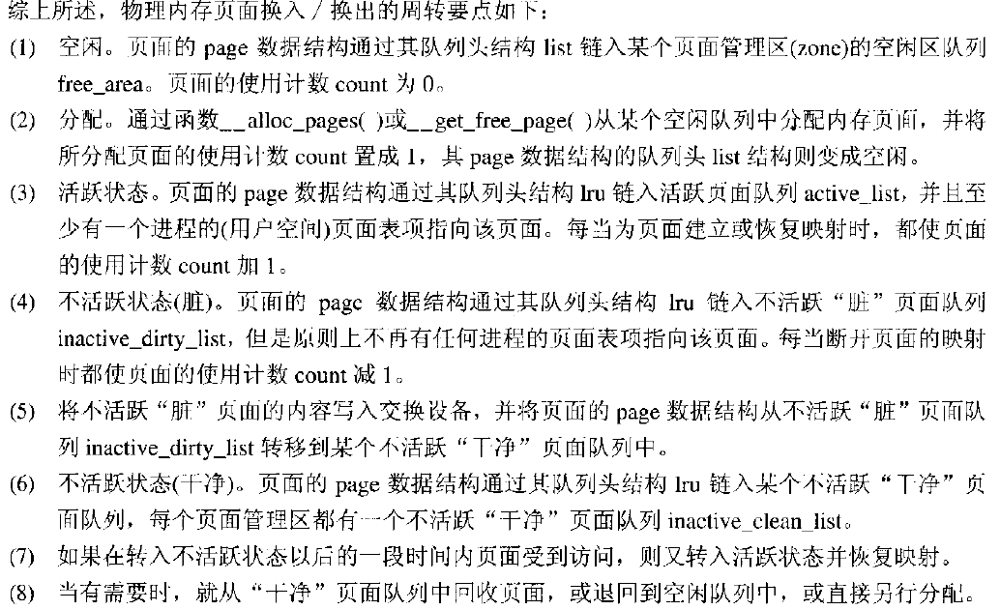 综上所述，物理内存页面换入／换出的周转要点如下：
(1) 空闲。页面的 page 数据结构通过其队列头结构 list 链入某个页面管理区(zone)的空闲区队列
free_area。页面的使用计数 count 为 0。
(2) 分配。通过函数__alloc_pages( )或__get_free_page( )从某个空闲队列中分配内存页面，并将
所分配页面的使用计数 count 置成 1，其 page 数据结构的队列头 list 结构则变成空闲。
(3) 活跃状态。页面的 page 数据结构通过其队列头结构 lru 链入活跃页面队列 active_list，并且至
少有一个进程的(用户空间)页面表项指向该页面。每当为页面建立或恢复映射时，都使页面
的使用计数 count 加 1。
(4) 不活跃状态(脏)。页面的 page 数据结构通过其队列头结构 lru 链入不活跃“脏”页面队列
inactive_dirty_list，但是原则上不再有任何进程的页面表项指向该页面。每当断开页面的映射
时都使页面的使用计数 count 减 1。
(5) 将不活跃“脏”页面的内容写入交换设备，并将页面的 page 数据结构从不活跃“脏”页面队
列 inactive_dirty_list 转移到某个不活跃“干净”页面队列中。
(6) 不活跃状态(干净)。页面的 page 数据结构通过其队列头结构 lru 链入某个不活跃“干净”页
面队列，每个页面管理区都有一个不活跃“干净”页面队列 inactive_clean_list。
(7) 如果在转入不活跃状态以后的一段时间内页面受到访问，则又转入活跃状态并恢复映射。
(8) 当有需要时，就从“干净”页面队列中回收页面，或退回到空闲队列中，或直接另行分配。